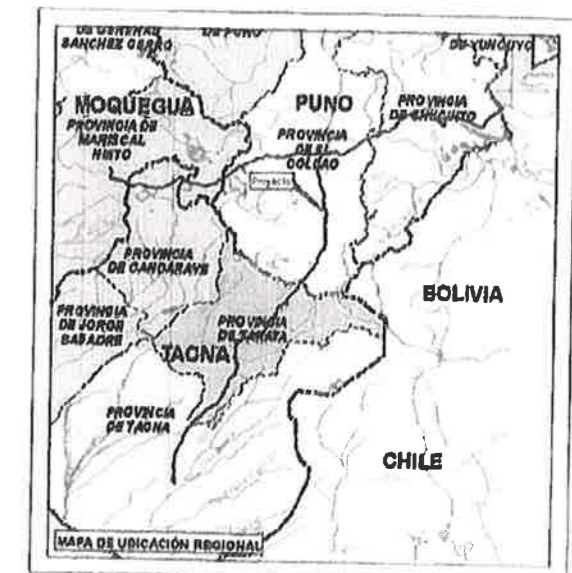 DE GENERAL
SANCHEZ CERRO
DE PUNO
DE YUNGUYO
MOQUEGUA
PROVINCIA DE
MARISCAL
NIETO
PUNO
PROVINCIA
DE EL
COLLAO
PROVINCIA
DE CHUCUITO
Proyecto
PROVINCIA
DE CANDARAVE
PROVINCIA
DE JORGE
BASADRE
PROVINCIA
DE TARATA
TACNA
BOLIVIA
PROVINCIA
DE TACNA
CHILE
MAPA DE UBICACIÓN REGIONAL